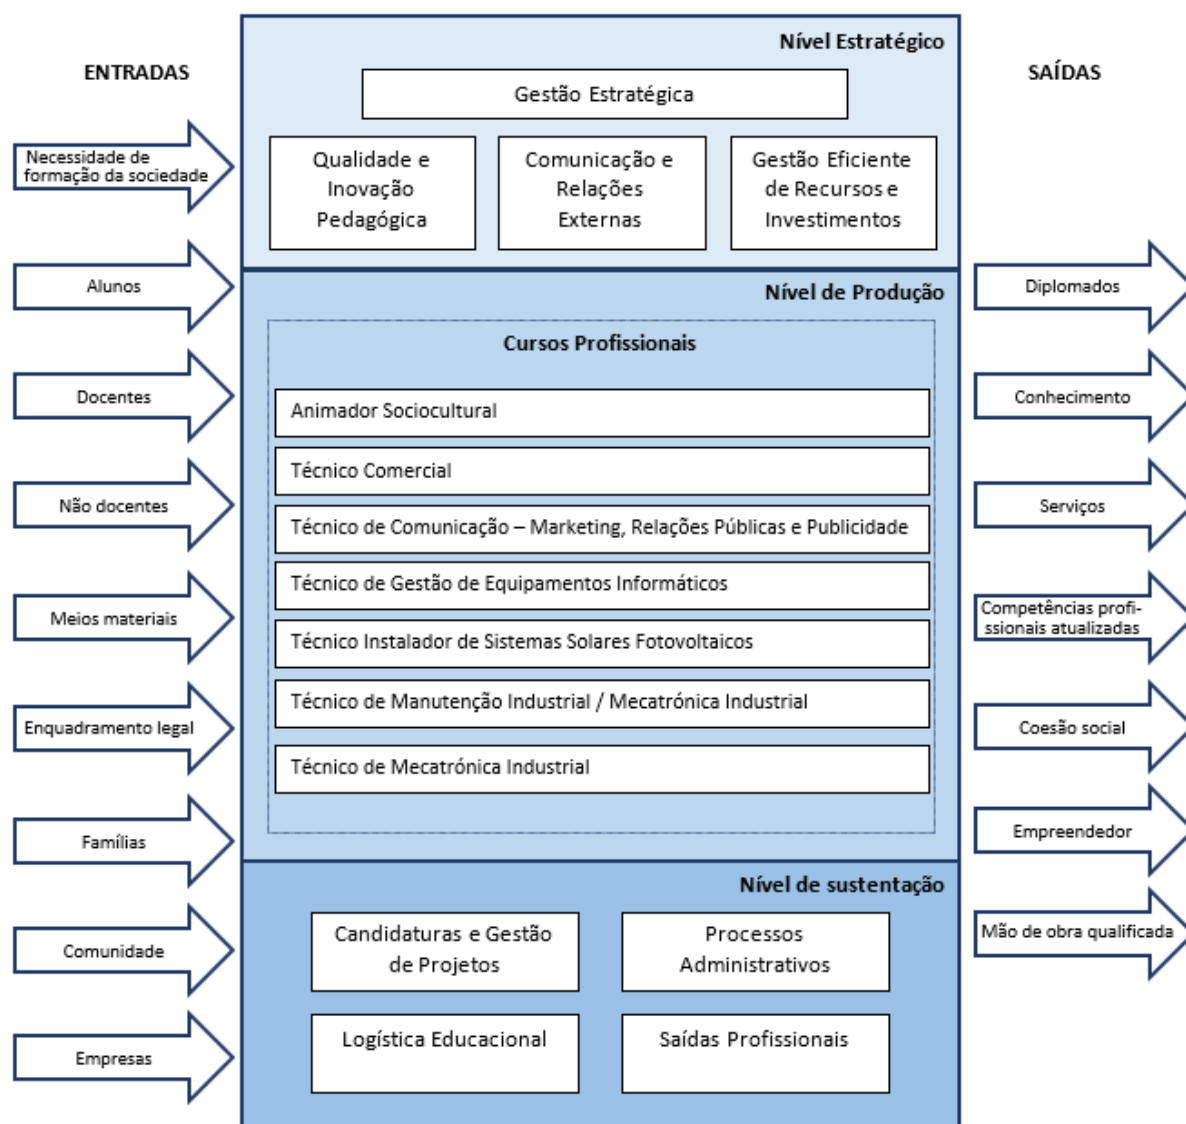 ENTRADAS
Necessidade de
formação da sociedade
Alunos
Docentes
Não docentes
Meios materiais
Enquadramento legal
Famílias
Comunidade
Empresas
Nível Estratégico
Gestão Estratégica
Qualidade e
Inovação
Pedagógica
Comunicação e
Relações
Externas
Gestão Eficiente
de Recursos e
Investimentos
Nível de Produção
Cursos Profissionais
Animador Sociocultural
Técnico Comercial
Técnico de Comunicação – Marketing, Relações Públicas e Publicidade
Técnico de Gestão de Equipamentos Informáticos
Técnico Instalador de Sistemas Solares Fotovoltaicos
Técnico de Manutenção Industrial / Mecatrónica Industrial
Técnico de Mecatrónica Industrial
Nível de sustentação
Candidaturas e Gestão
de Projetos
Processos
Administrativos
Logística Educacional
Saídas Profissionais
SAÍDAS
Diplomados
Conhecimento
Serviços
Competências profi-
ssionais atualizadas
Coesão social
Empreendedor
Mão de obra qualificada